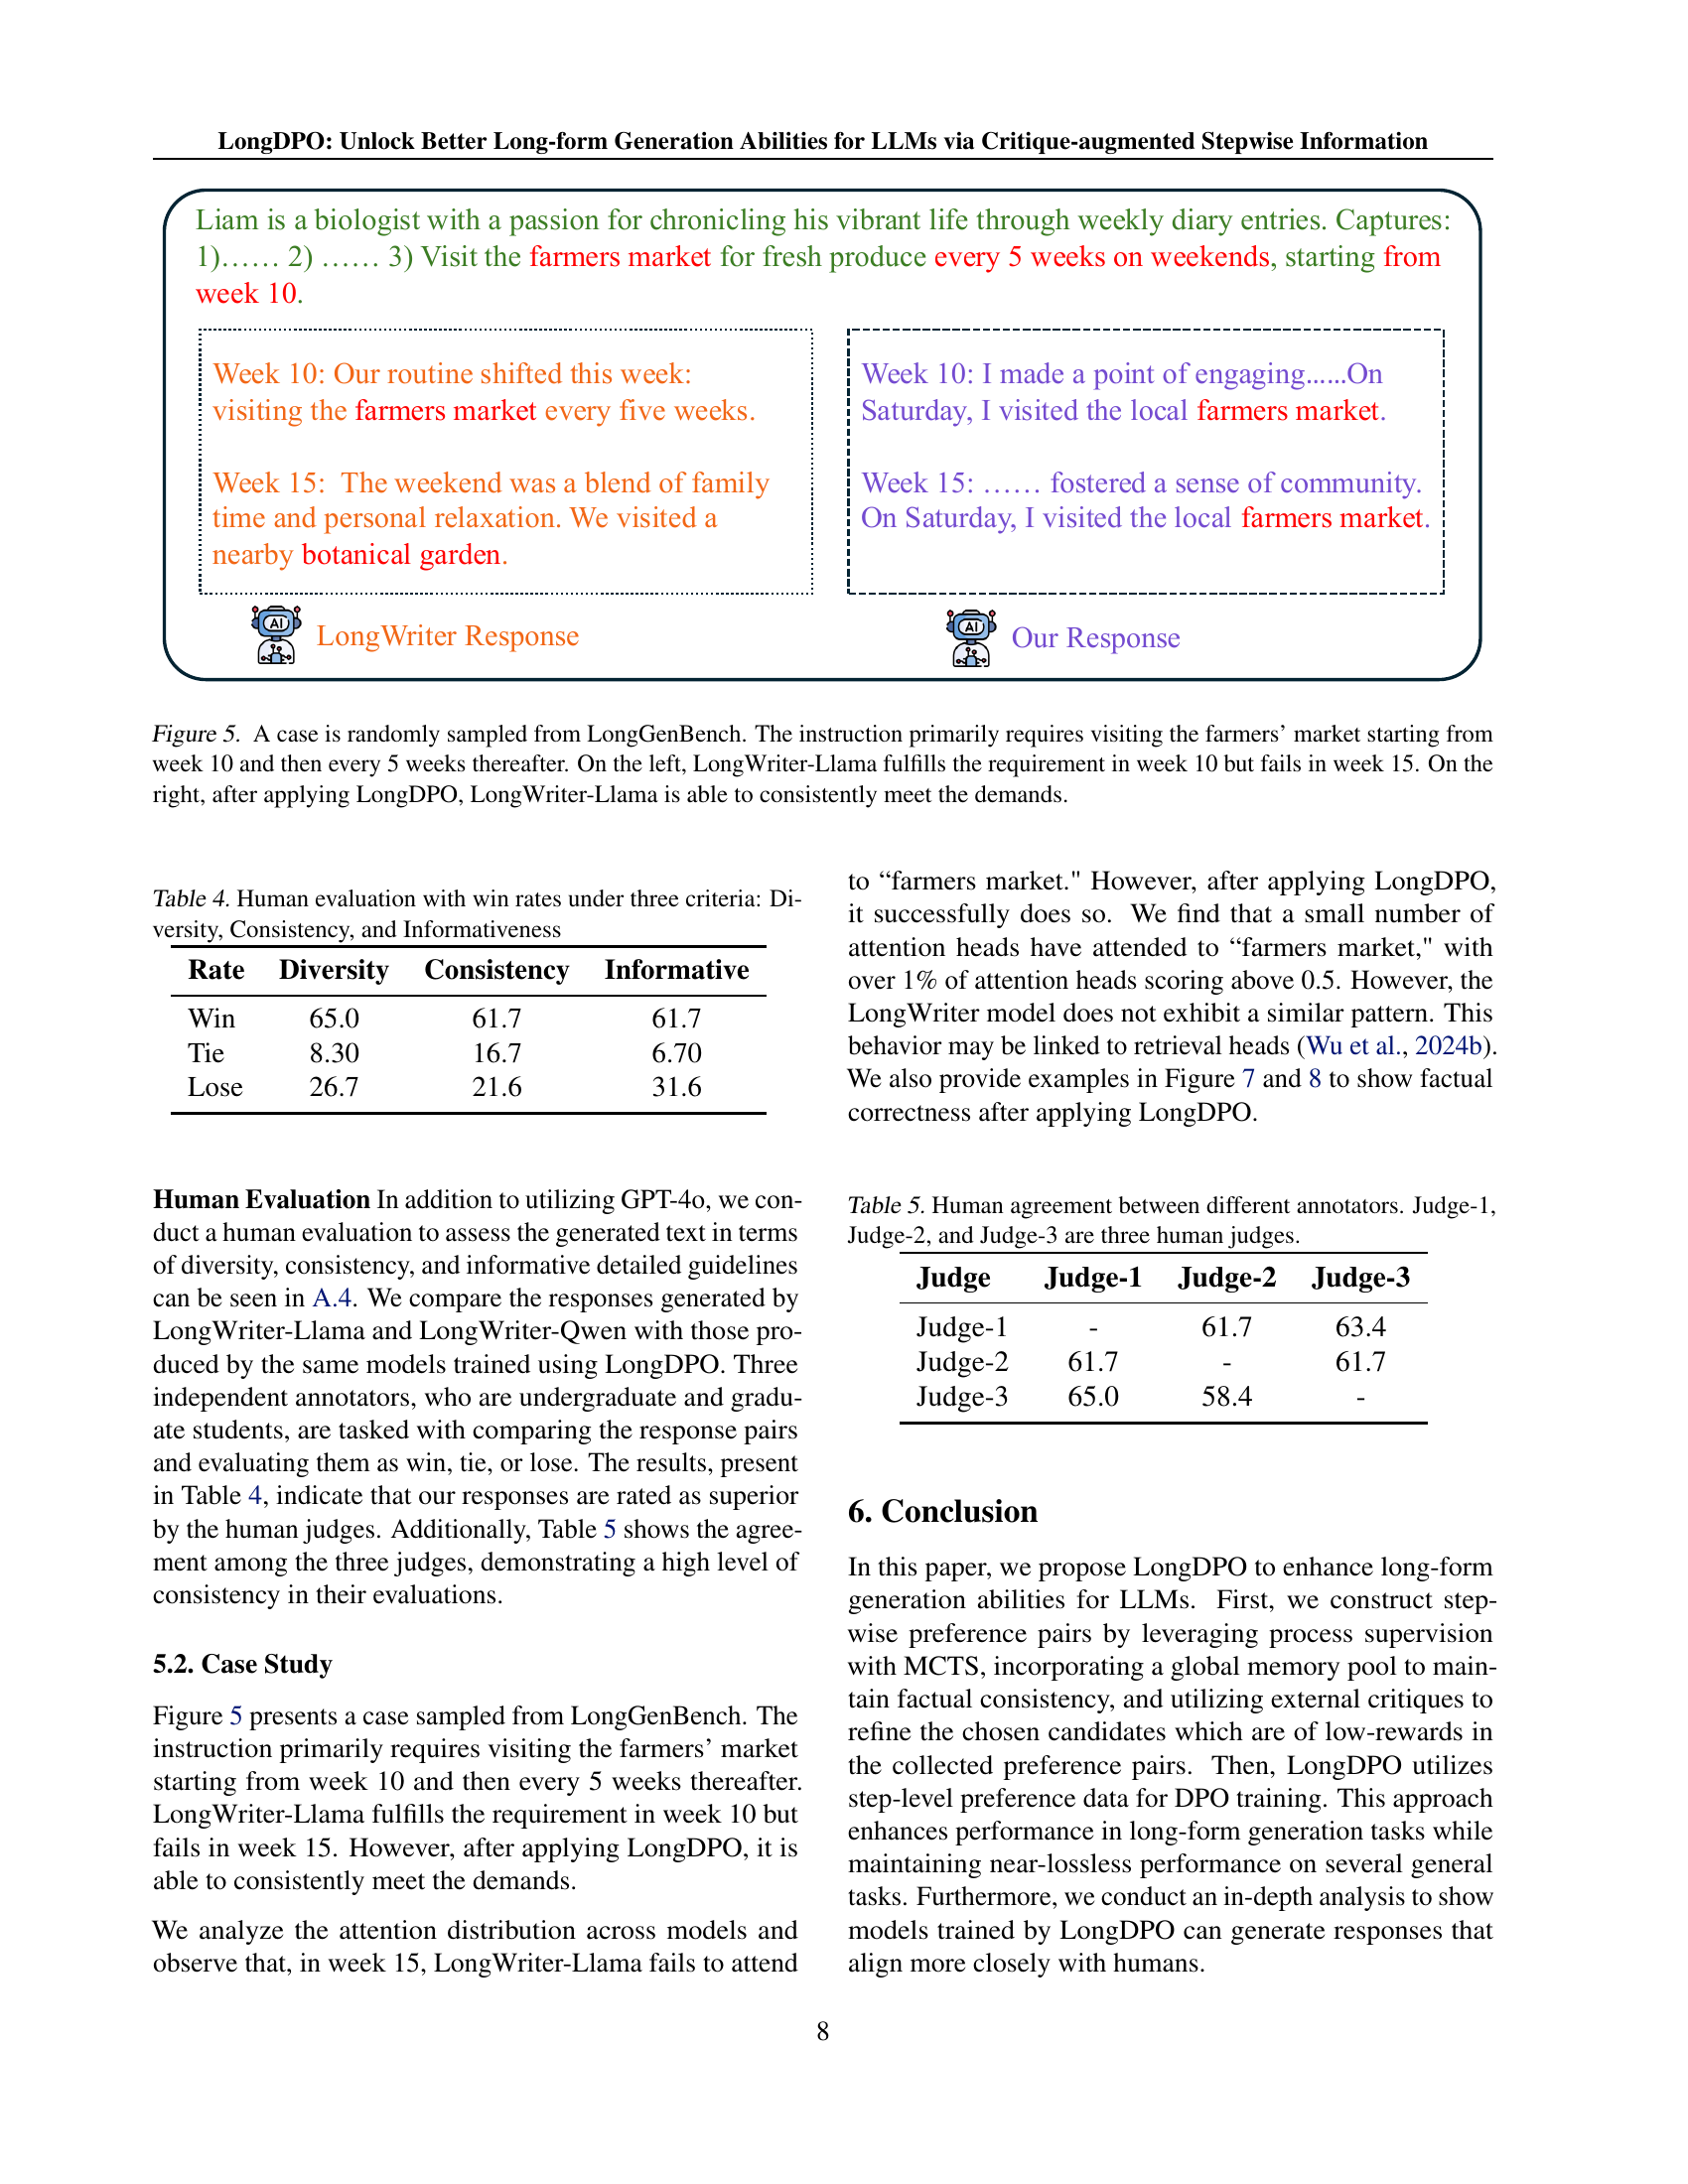 LongDPO: Unlock Better Long-form Generation Abilities for LLMs via Critique-augmented Stepwise Information
Liam is a biologist with a passion for chronicling his vibrant life through weekly diary entries. Captures:
1)…… 2) …… 3) Visit the farmers market for fresh produce every 5 weeks on weekends, starting from
week 10.
Week 10: Our routine shifted this week:
visiting the farmers market every five weeks.
Week 15: The weekend was a blend of family
time and personal relaxation. We visited a
nearby botanical garden.
AI
LongWriter Response
Week 10: I made a point of engaging......On
Saturday, I visited the local farmers market.
Week 15: …… fostered a sense of community.
On Saturday, I visited the local farmers market.
AI
Our Response
Figure 5. A case is randomly sampled from LongGenBench. The instruction primarily requires visiting the farmers’ market starting from
week 10 and then every 5 weeks thereafter. On the left, LongWriter-Llama fulfills the requirement in week 10 but fails in week 15. On the
right, after applying LongDPO, LongWriter-Llama is able to consistently meet the demands.
Table 4. Human evaluation with win rates under three criteria: Di-
versity, Consistency, and Informativeness
Rate Diversity Consistency Informative
Win 65.0 61.7 61.7
Tie 8.30 16.7 6.70
Lose 26.7 21.6 31.6
Human Evaluation In addition to utilizing GPT-4o, we con-
duct a human evaluation to assess the generated text in terms
of diversity, consistency, and informative detailed guidelines
can be seen in A.4. We compare the responses generated by
LongWriter-Llama and LongWriter-Qwen with those pro-
duced by the same models trained using LongDPO. Three
independent annotators, who are undergraduate and gradu-
ate students, are tasked with comparing the response pairs
and evaluating them as win, tie, or lose. The results, present
in Table 4, indicate that our responses are rated as superior
by the human judges. Additionally, Table 5 shows the agree-
ment among the three judges, demonstrating a high level of
consistency in their evaluations.
5.2. Case Study
Figure 5 presents a case sampled from LongGenBench. The
instruction primarily requires visiting the farmers’ market
starting from week 10 and then every 5 weeks thereafter.
LongWriter-Llama fulfills the requirement in week 10 but
fails in week 15. However, after applying LongDPO, it is
able to consistently meet the demands.
We analyze the attention distribution across models and
observe that, in week 15, LongWriter-Llama fails to attend
to “farmers market." However, after applying LongDPO,
it successfully does so. We find that a small number of
attention heads have attended to “farmers market," with
over 1% of attention heads scoring above 0.5. However, the
LongWriter model does not exhibit a similar pattern. This
behavior may be linked to retrieval heads (Wu et al., 2024b).
We also provide examples in Figure 7 and 8 to show factual
correctness after applying LongDPO.
Table 5. Human agreement between different annotators. Judge-1,
Judge-2, and Judge-3 are three human judges.
Judge Judge-1 Judge-2 Judge-3
Judge-1 - 61.7 63.4
Judge-2 61.7 - 61.7
Judge-3 65.0 58.4 -
6. Conclusion
In this paper, we propose LongDPO to enhance long-form
generation abilities for LLMs. First, we construct step-
wise preference pairs by leveraging process supervision
with MCTS, incorporating a global memory pool to main-
tain factual consistency, and utilizing external critiques to
refine the chosen candidates which are of low-rewards in
the collected preference pairs. Then, LongDPO utilizes
step-level preference data for DPO training. This approach
enhances performance in long-form generation tasks while
maintaining near-lossless performance on several general
tasks. Furthermore, we conduct an in-depth analysis to show
models trained by LongDPO can generate responses that
align more closely with humans.
8